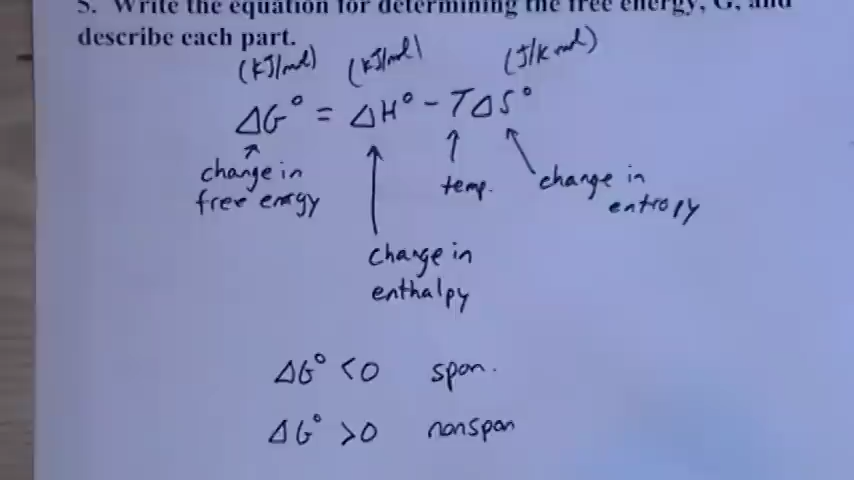 5. Write the equation for determining the free energy, G, and
describe each part.
(kJ/mol) (kJ/mol) (J/K mol)
ΔG° = ΔH° - TΔS°
change in
free energy
temp.
change in
entropy
change in
enthalpy
ΔG° <0 spon.
ΔG° >0 nonspon